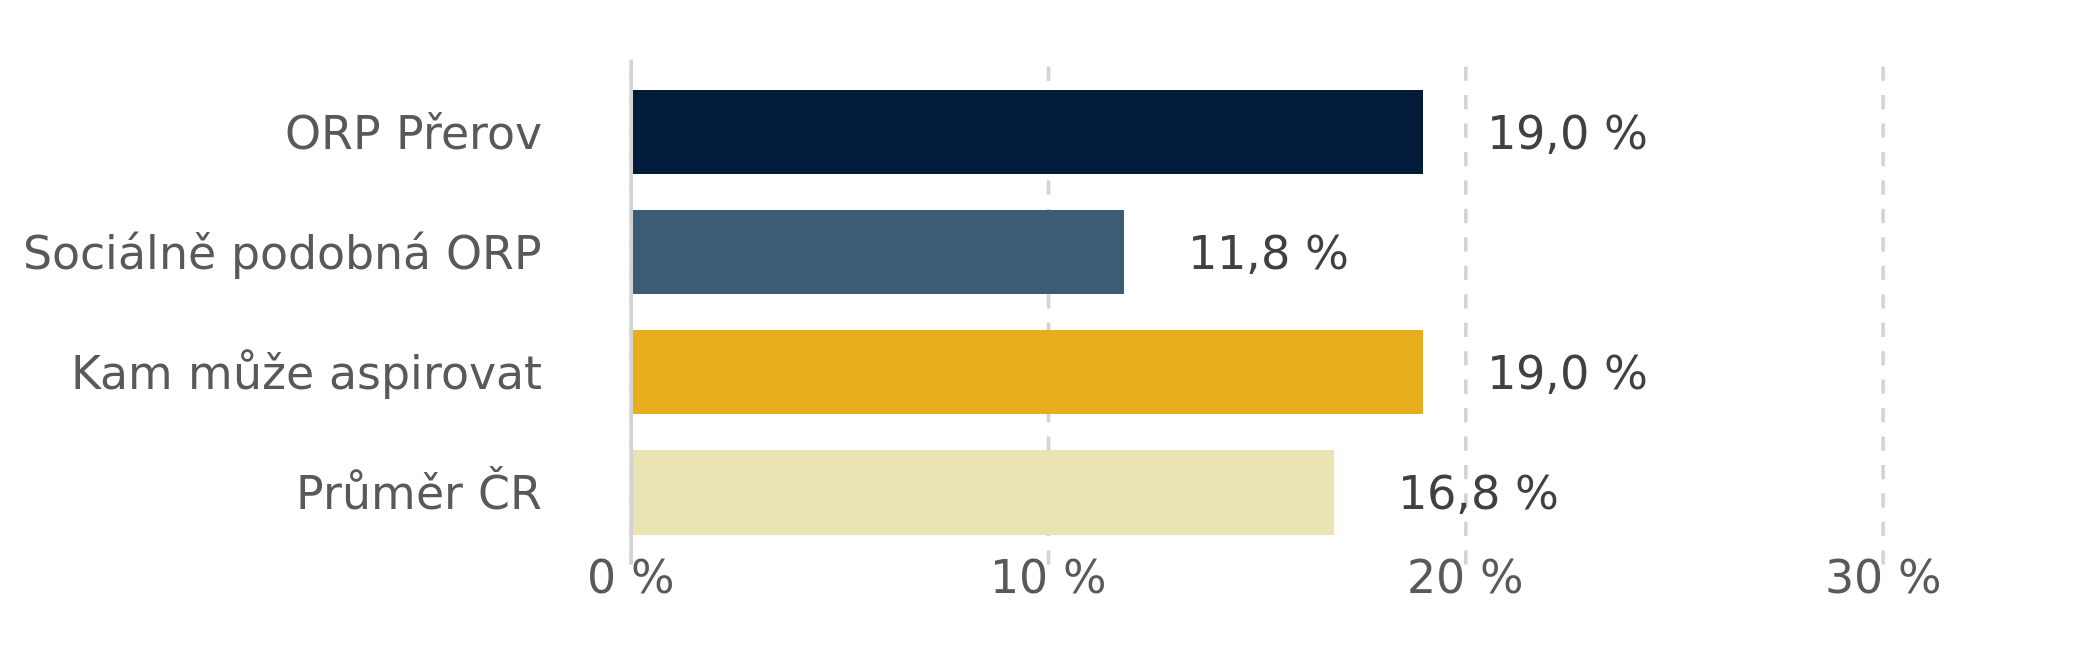 ORP Přerov 19,0 %
Sociálně podobná ORP 11,8 %
Kam může aspirovat 19,0 %
Průměr ČR 16,8 %
0 % 10 % 20 % 30 %